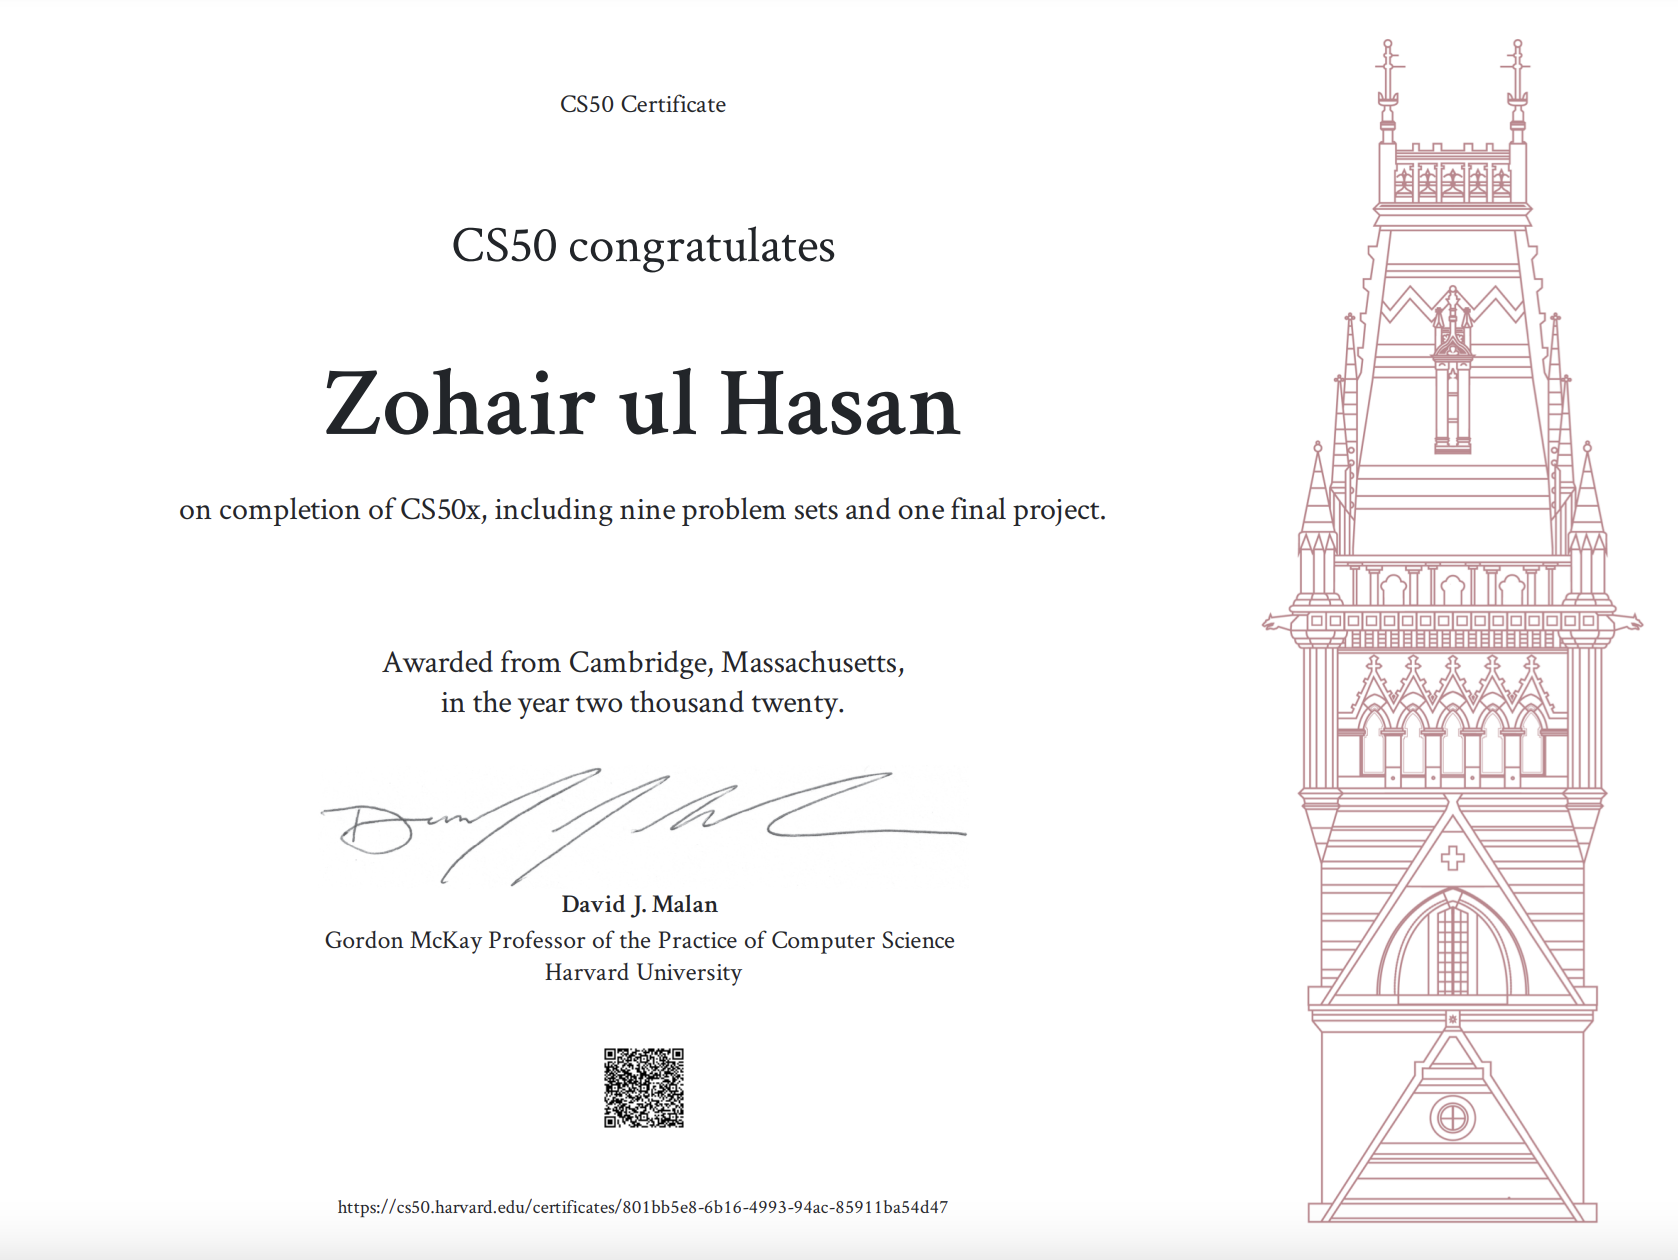 CS50 Certificate
CS50 congratulates
Zohair ul Hasan
on completion of CS50x, including nine problem sets and one final project.
Awarded from Cambridge, Massachusetts,
in the year two thousand twenty.
David J. Malan
Gordon McKay Professor of the Practice of Computer Science
Harvard University
https://cs50.harvard.edu/certificates/801bb5e8-6b16-4993-94ac-85911ba54d47